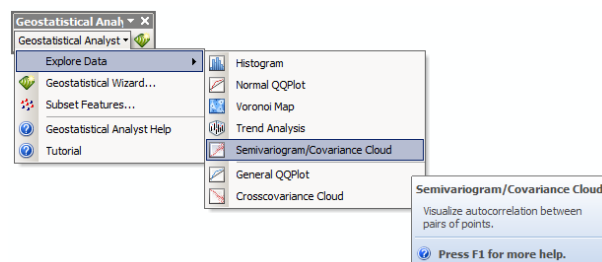 Geostatistical Anal
Geostatistical Analyst
Explore Data
Geostatistical Wizard...
Subset Features...
Geostatistical Analyst Help
Tutorial
Histogram
Normal QQPlot
Voronoi Map
Trend Analysis
Semivariogram/Covariance Cloud
General QQPlot
Crosscovariance Cloud
Semivariogram/Covariance Cloud
Visualize autocorrelation between
pairs of points.
Press F1 for more help.